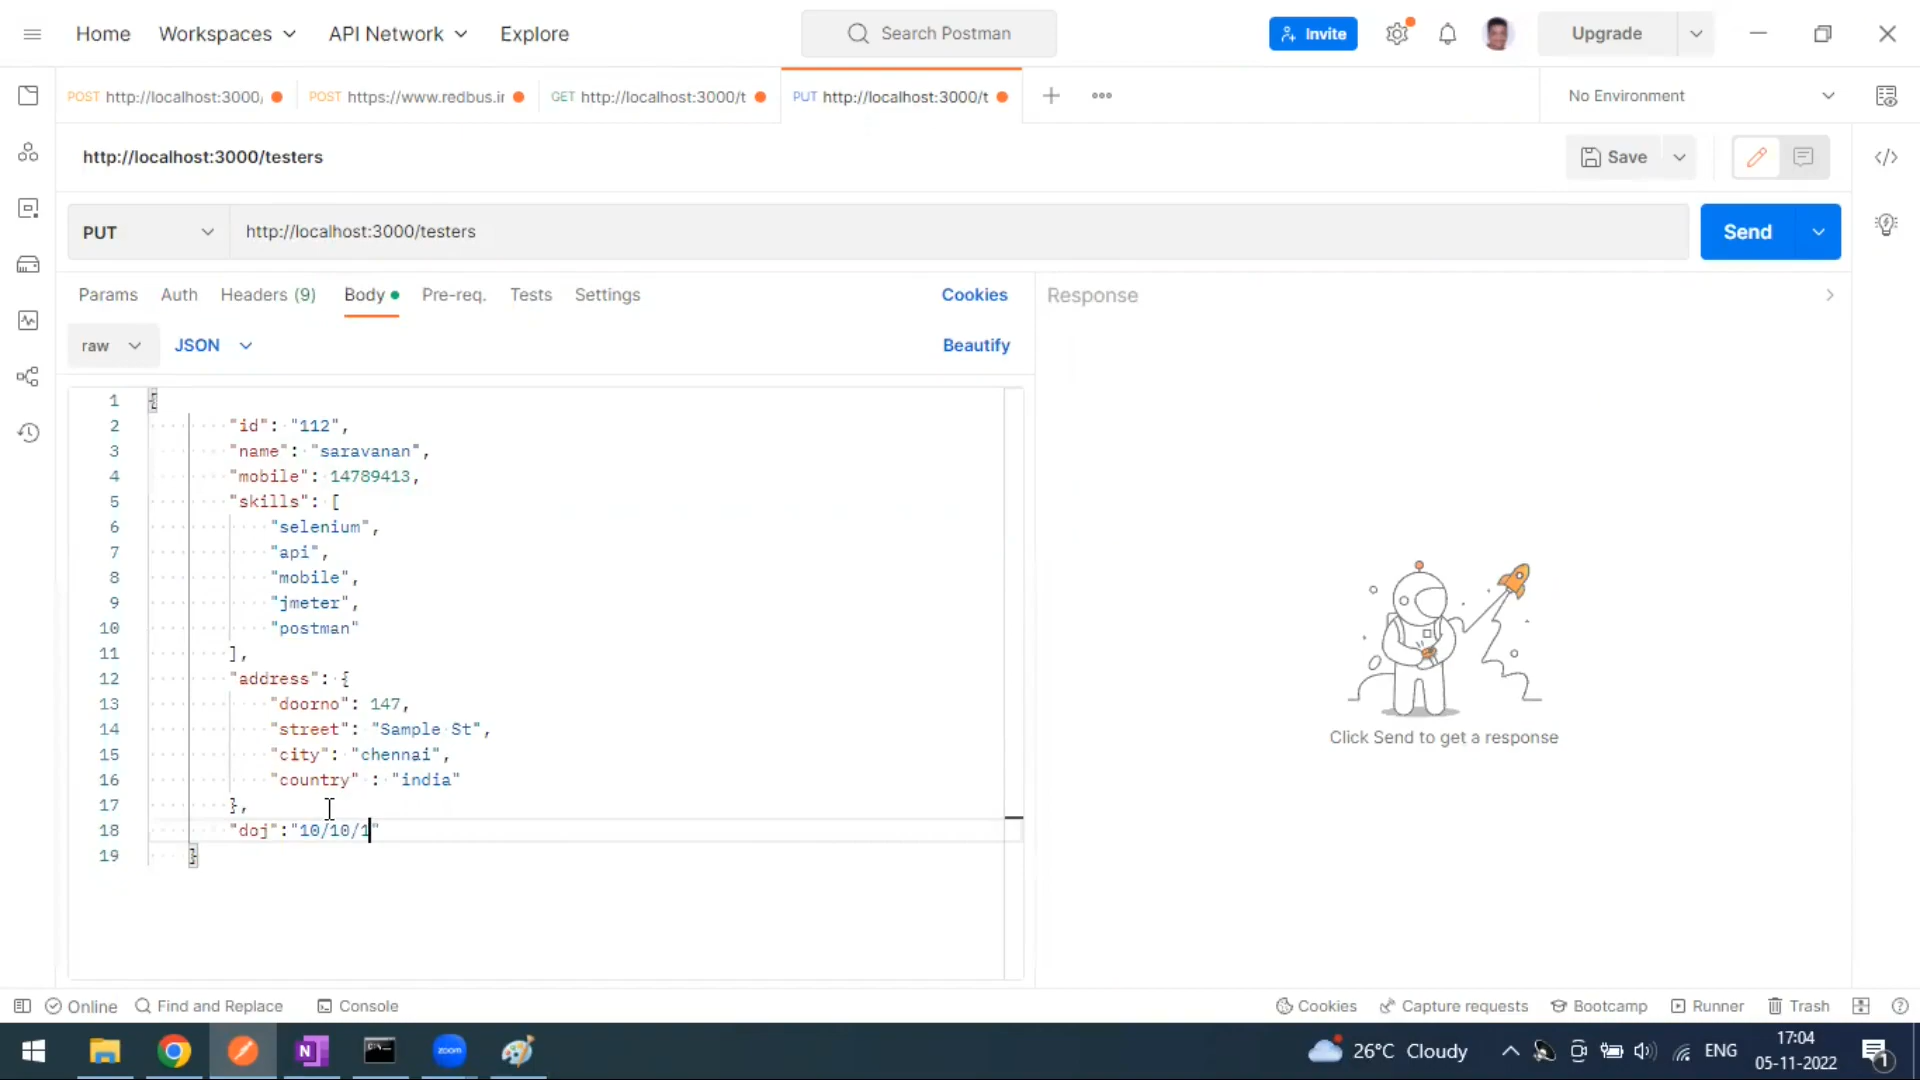 Home Workspaces API Network Explore Search Postman Invite Upgrade
POST http://localhost:3000, POST https://www.redbus.ir GET http://localhost:3000/t PUT http://localhost:3000/t No Environment
http://localhost:3000/testers Save
PUT http://localhost:3000/testers Send
Params Auth Headers (9) Body Pre-req. Tests Settings Cookies Response
raw JSON Beautify
1 {
2 "id": "112",
3 "name": "saravanan",
4 "mobile": 14789413,
5 "skills": [
6 "selenium",
7 "api",
8 "mobile",
9 "jmeter",
10 "postman"
11 ],
12 "address": {
13 "doorno": 147,
14 "street": "Sample St",
15 "city": "chennai",
16 "country" : "india"
17 },
18 "doj":"10/10/1"
19 }
Click Send to get a response
Online Find and Replace Console Cookies Capture requests Bootcamp Runner Trash
N zoom 26°C Cloudy ENG 17:04
05-11-2022 1